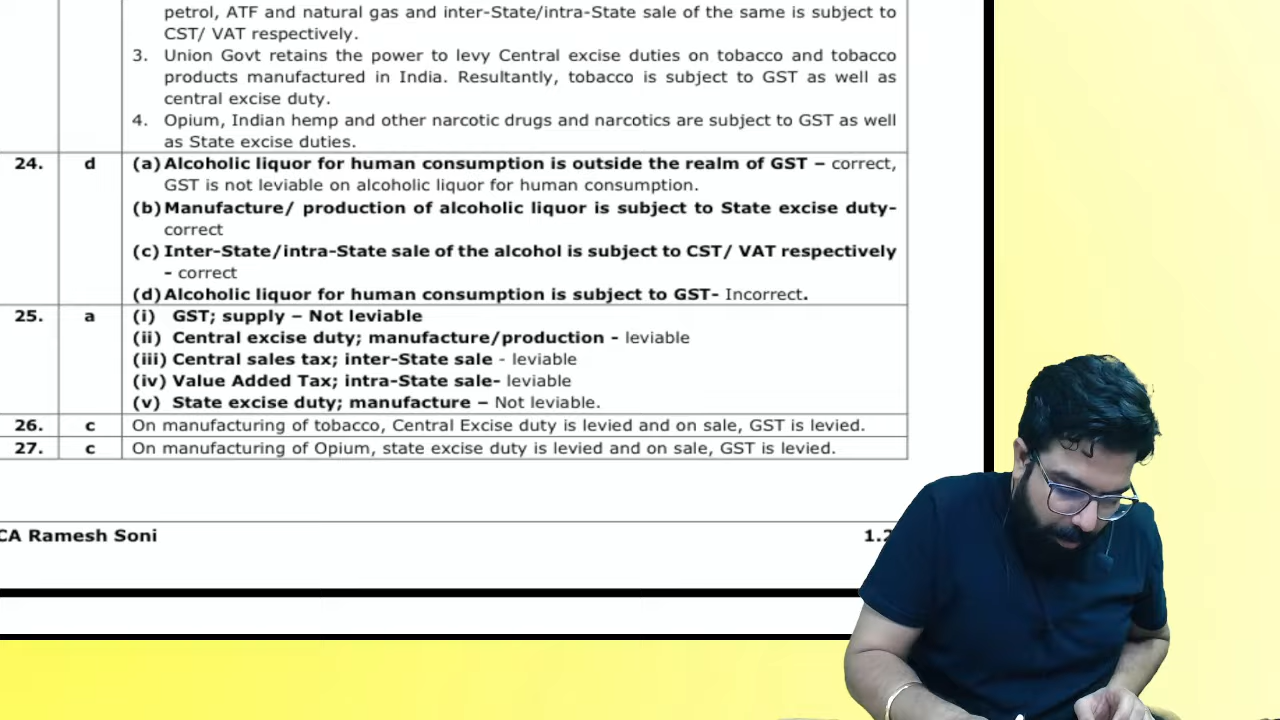 petrol, ATF and natural gas and inter-State/intra-State sale of the same is subject to
CST/ VAT respectively.
3. Union Govt retains the power to levy Central excise duties on tobacco and tobacco
products manufactured in India. Resultantly, tobacco is subject to GST as well as
central excise duty.
4. Opium, Indian hemp and other narcotic drugs and narcotics are subject to GST as well
as State excise duties.
24. d (a) Alcoholic liquor for human consumption is outside the realm of GST – correct,
GST is not leviable on alcoholic liquor for human consumption.
(b) Manufacture/ production of alcoholic liquor is subject to State excise duty-
correct
(c) Inter-State/intra-State sale of the alcohol is subject to CST/ VAT respectively
- correct
(d) Alcoholic liquor for human consumption is subject to GST- Incorrect.
25. a (i) GST; supply – Not leviable
(ii) Central excise duty; manufacture/production - leviable
(iii) Central sales tax; inter-State sale - leviable
(iv) Value Added Tax; intra-State sale- leviable
(v) State excise duty; manufacture – Not leviable.
26. c On manufacturing of tobacco, Central Excise duty is levied and on sale, GST is levied.
27. c On manufacturing of Opium, state excise duty is levied and on sale, GST is levied.
CA Ramesh Soni